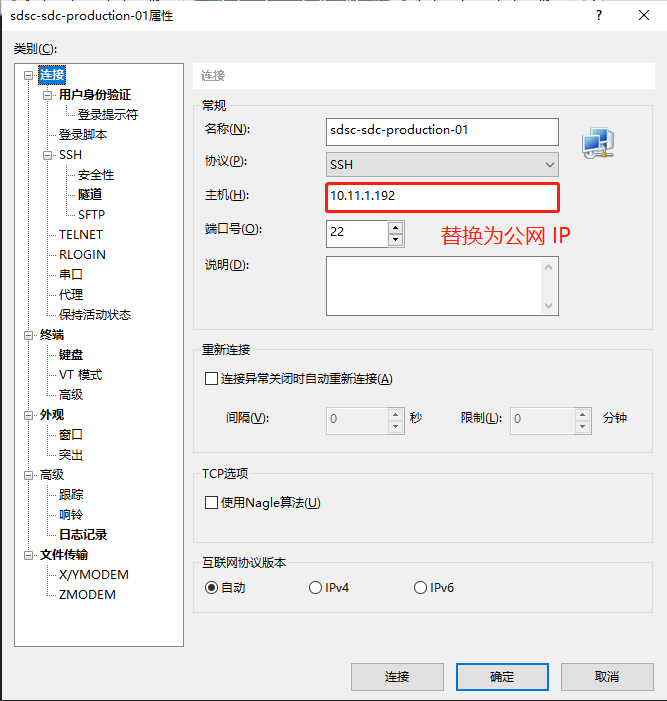 sdsc-sdc-production-01属性
类别(C):
连接
用户身份验证
登录提示符
登录脚本
SSH
安全性
隧道
SFTP
TELNET
RLOGIN
串口
代理
保持活动状态
终端
键盘
VT 模式
高级
外观
窗口
突出
高级
跟踪
响铃
日志记录
文件传输
X/YMODEM
ZMODEM
连接
常规
名称(N):
sdsc-sdc-production-01
协议(P):
SSH
主机(H):
10.11.1.192
端口号(O):
22
替换为公网 IP
说明(D):
重新连接
连接异常关闭时自动重新连接(A)
间隔(V):
0
秒
限制(L):
0
分钟
TCP选项
使用Nagle算法(U)
互联网协议版本
自动
IPv4
IPv6
连接
确定
取消